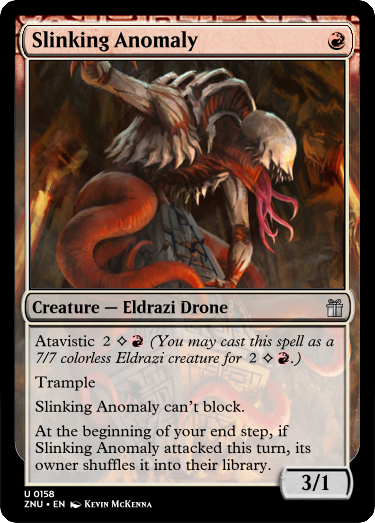 Slinking Anomaly
Creature — Eldrazi Drone
Atavistic 2 (You may cast this spell as a
7/7 colorless Eldrazi creature for 2 .)
Trample
Slinking Anomaly can't block.
At the beginning of your end step, if
Slinking Anomaly attacked this turn, its
owner shuffles it into their library.
3/1
U 0158
ZNU • EN Kevin McKenna